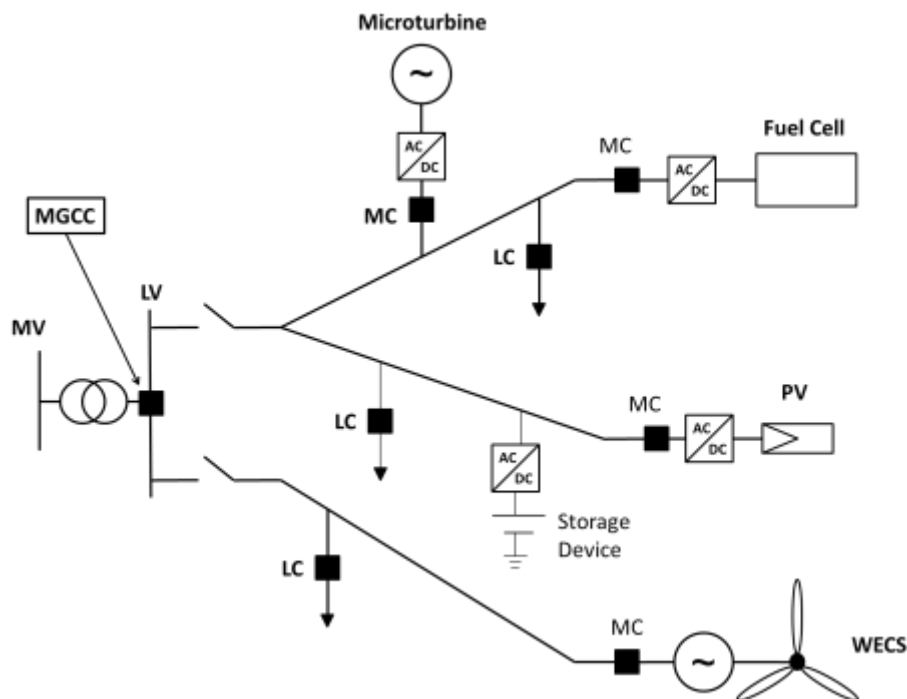 Microturbine
~
AC
DC
MC
MC
AC
DC
Fuel Cell
LC
MGCC
LV
MV
LC
MC
AC
DC
PV
AC
DC
Storage
Device
LC
MC
~
WECS